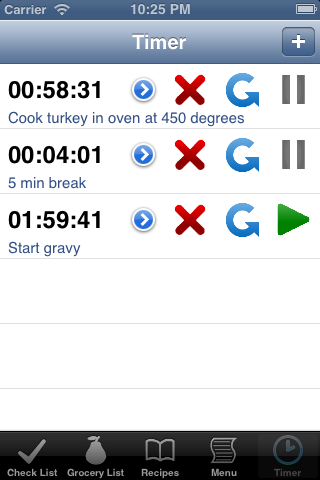 Carrier 10:25 PM
Timer
00:58:31
Cook turkey in oven at 450 degrees
00:04:01
5 min break
01:59:41
Start gravy
Check List Grocery List Recipes Menu Timer